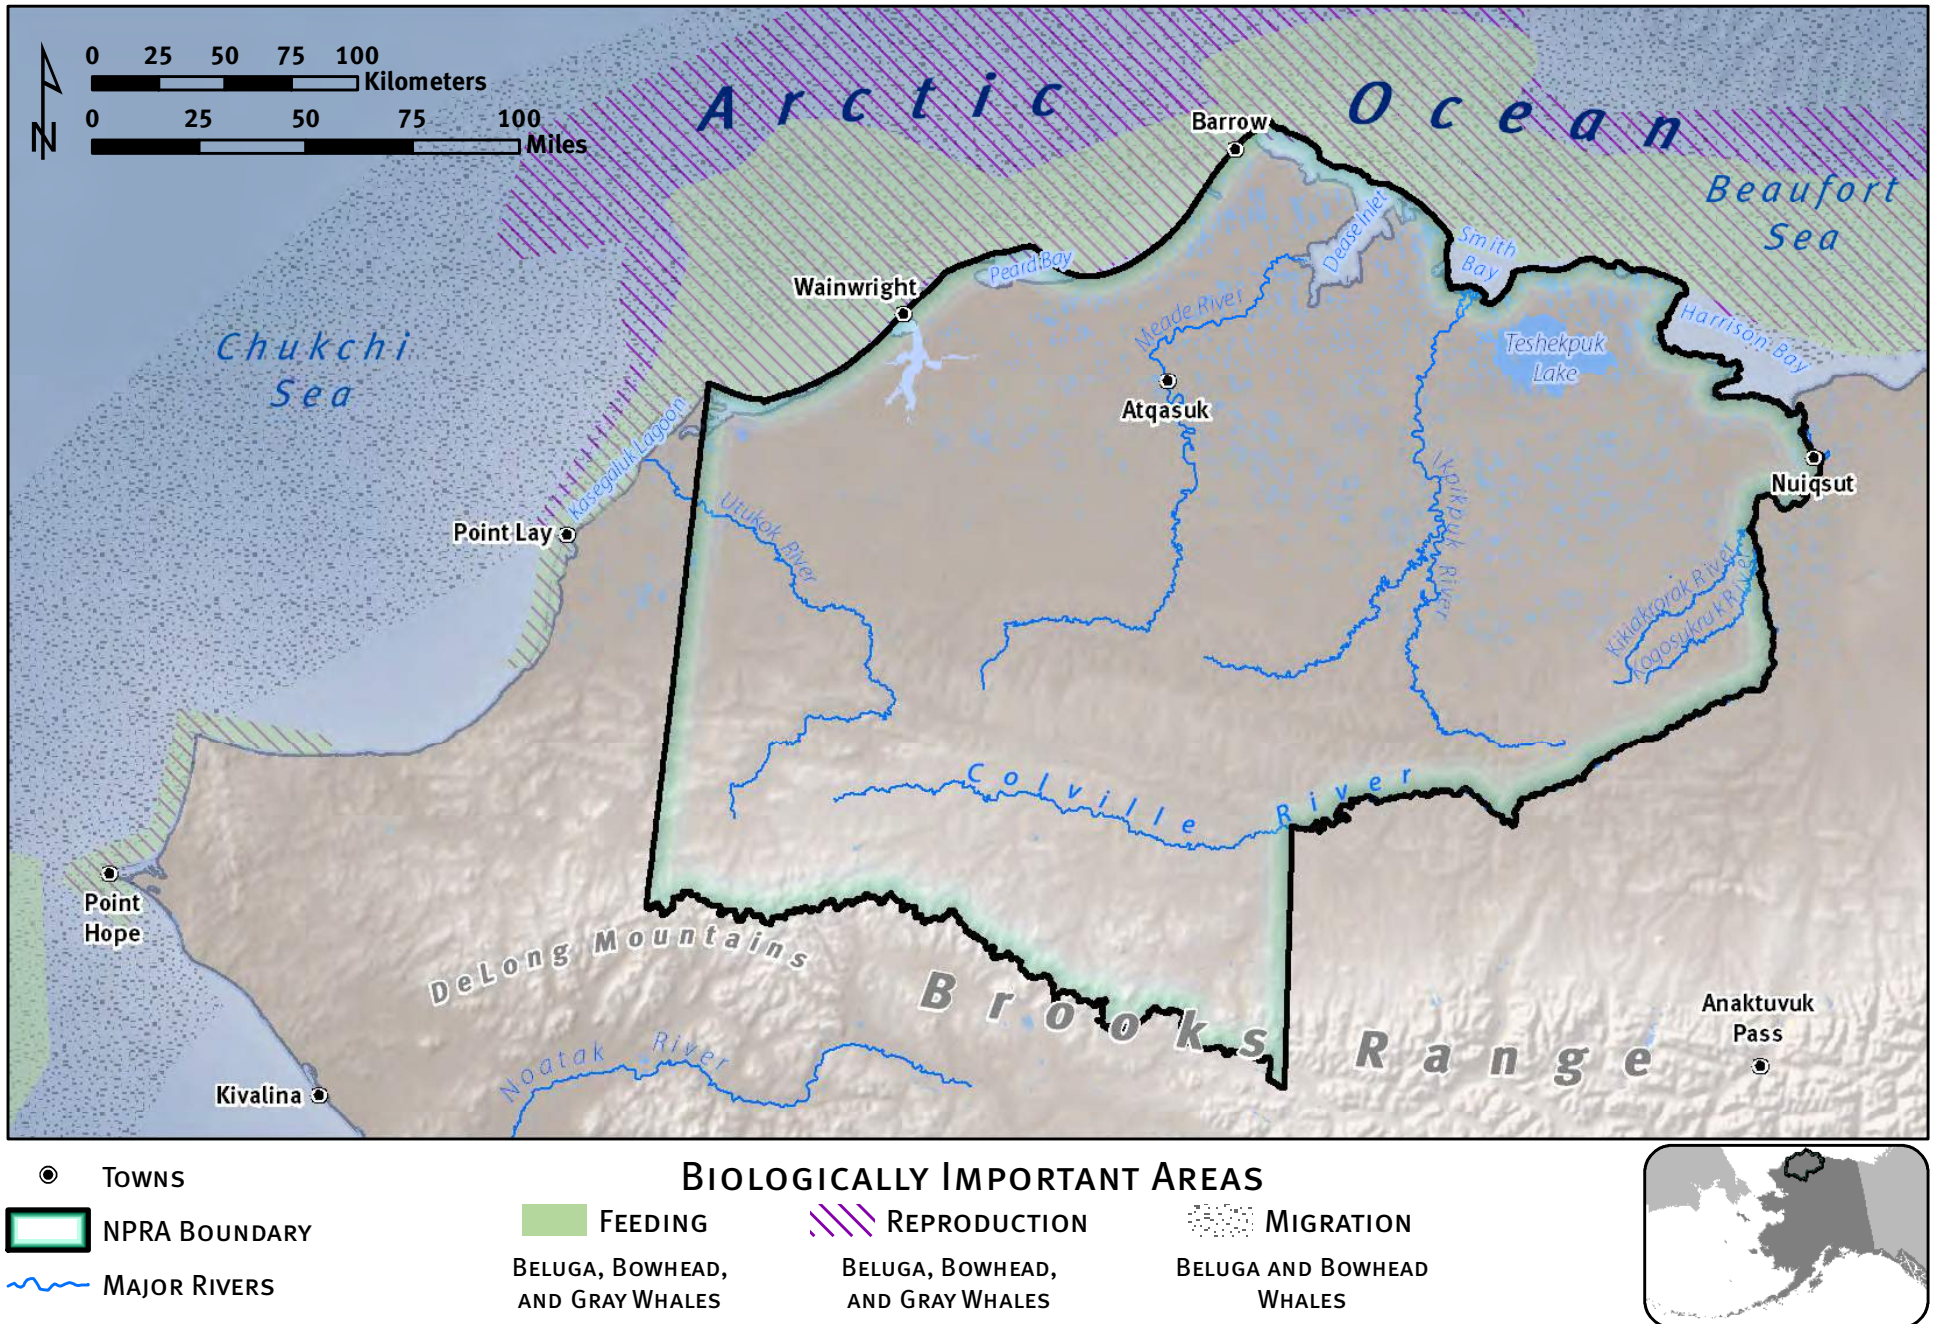 0 25 50 75 100
Kilometers
0 25 50 75 100
Miles
N
Arctic Ocean
Barrow
Beaufort
Sea
Dease Inlet
Smith
Bay
Peard Bay
Wainwright
Meade River
Harrison Bay
Chukchi
Sea
Teshekpuk
Lake
Atqasuk
Kasegaluk Lagoon
Ikpikpuk River
Nuiqsut
Point Lay
Utukok River
Kikiakrorak River
Kogosukruk River
Colville River
Point
Hope
DeLong Mountains
Brooks Range
Anaktuvuk
Pass
Noatak River
Kivalina
Towns
NPRA Boundary
Major Rivers
Biologically Important Areas
Feeding
Beluga, Bowhead,
and Gray Whales
Reproduction
Beluga, Bowhead,
and Gray Whales
Migration
Beluga and Bowhead
Whales